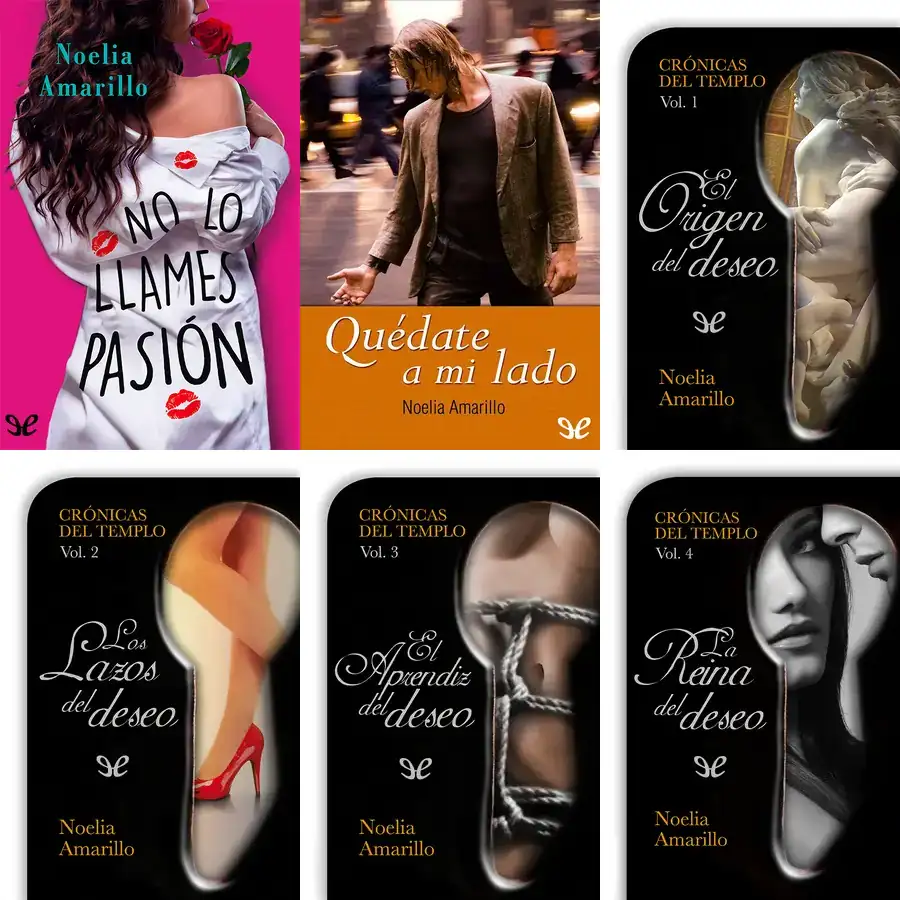 Noelia
Amarillo
NO LO
LLAMES
PASIÓN
Quédate
a mi lado
Noelia Amarillo
CRÓNICAS
DEL TEMPLO
Vol. 1
El
Origen
del deseo
Noelia
Amarillo
CRÓNICAS
DEL TEMPLO
Vol. 2
Los
Lazos
del deseo
Noelia
Amarillo
CRÓNICAS
DEL TEMPLO
Vol. 3
El
Aprendiz
del deseo
Noelia
Amarillo
CRÓNICAS
DEL TEMPLO
Vol. 4
La
Reina
del deseo
Noelia
Amarillo